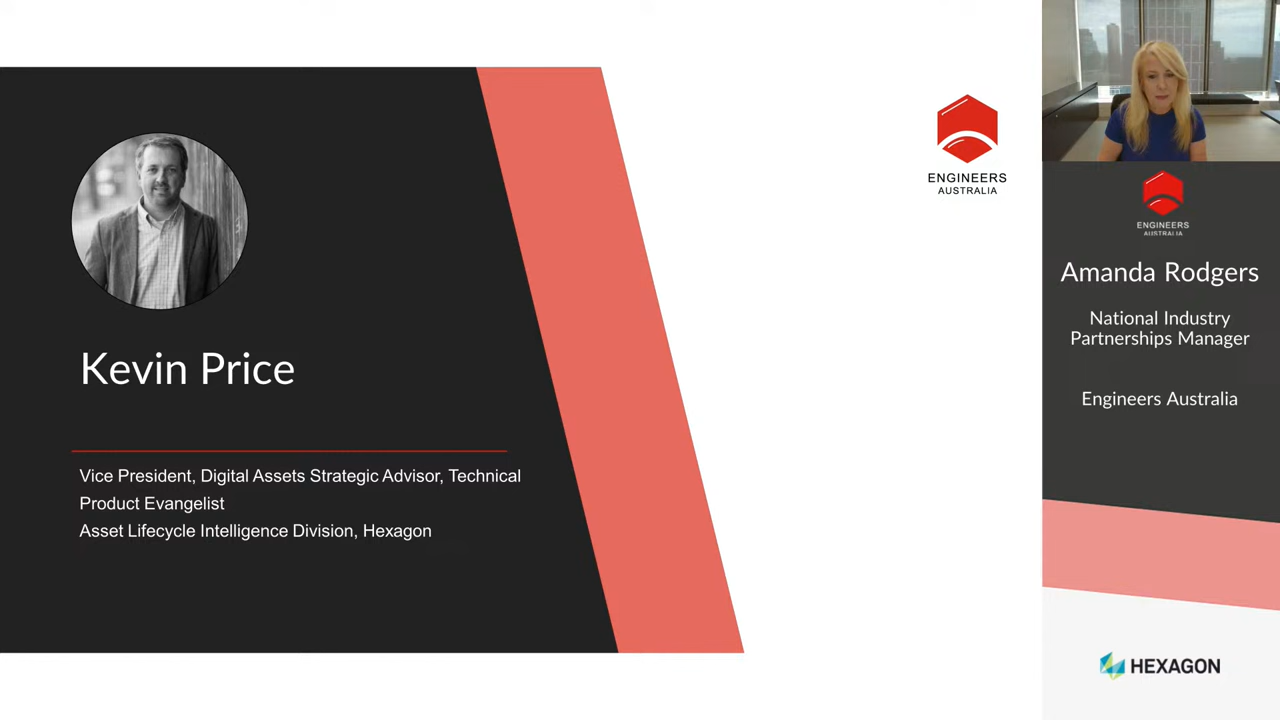 Kevin Price
Vice President, Digital Assets Strategic Advisor, Technical
Product Evangelist
Asset Lifecycle Intelligence Division, Hexagon
ENGINEERS
AUSTRALIA
ENGINEERS
AUSTRALIA
Amanda Rodgers
National Industry
Partnerships Manager
Engineers Australia
HEXAGON